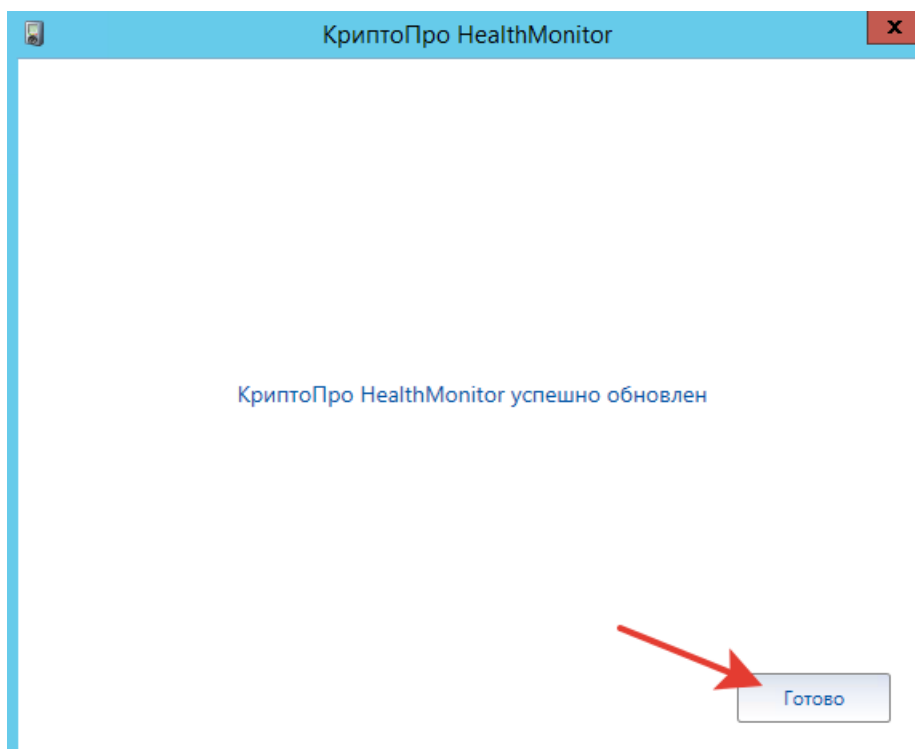 КриптоПро HealthMonitor
x
КриптоПро HealthMonitor успешно обновлен
Готово